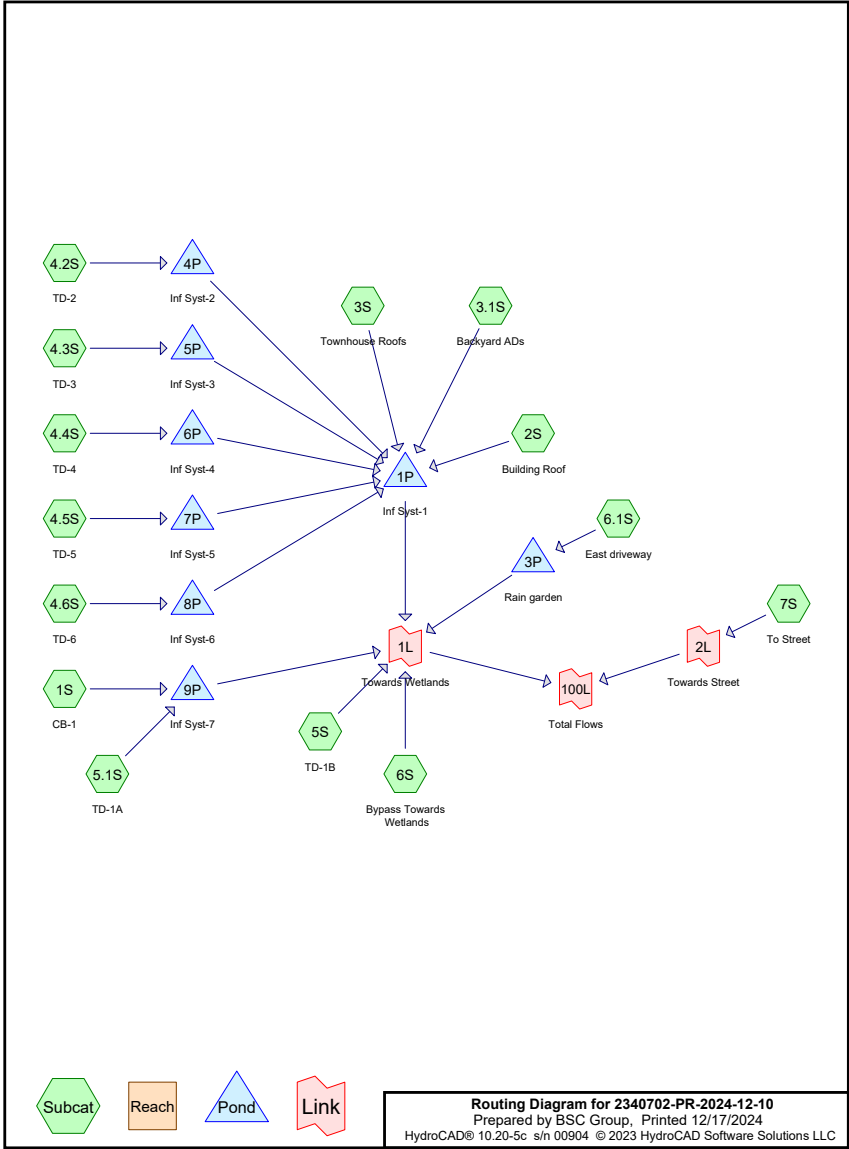 4.2S
TD-2
4P
Inf Syst-2
3S
Townhouse Roofs
3.1S
Backyard ADs
4.3S
TD-3
5P
Inf Syst-3
4.4S
TD-4
6P
Inf Syst-4
1P
Inf Syst-1
2S
Building Roof
4.5S
TD-5
7P
Inf Syst-5
3P
Rain garden
6.1S
East driveway
4.6S
TD-6
8P
Inf Syst-6
1L
Towards Wetlands
2L
Towards Street
7S
To Street
1S
CB-1
9P
Inf Syst-7
100L
Total Flows
5S
TD-1B
5.1S
TD-1A
6S
Bypass Towards
Wetlands
Subcat
Reach
Pond
Link
Routing Diagram for 2340702-PR-2024-12-10
Prepared by BSC Group, Printed 12/17/2024
HydroCAD® 10.20-5c s/n 00904 © 2023 HydroCAD Software Solutions LLC